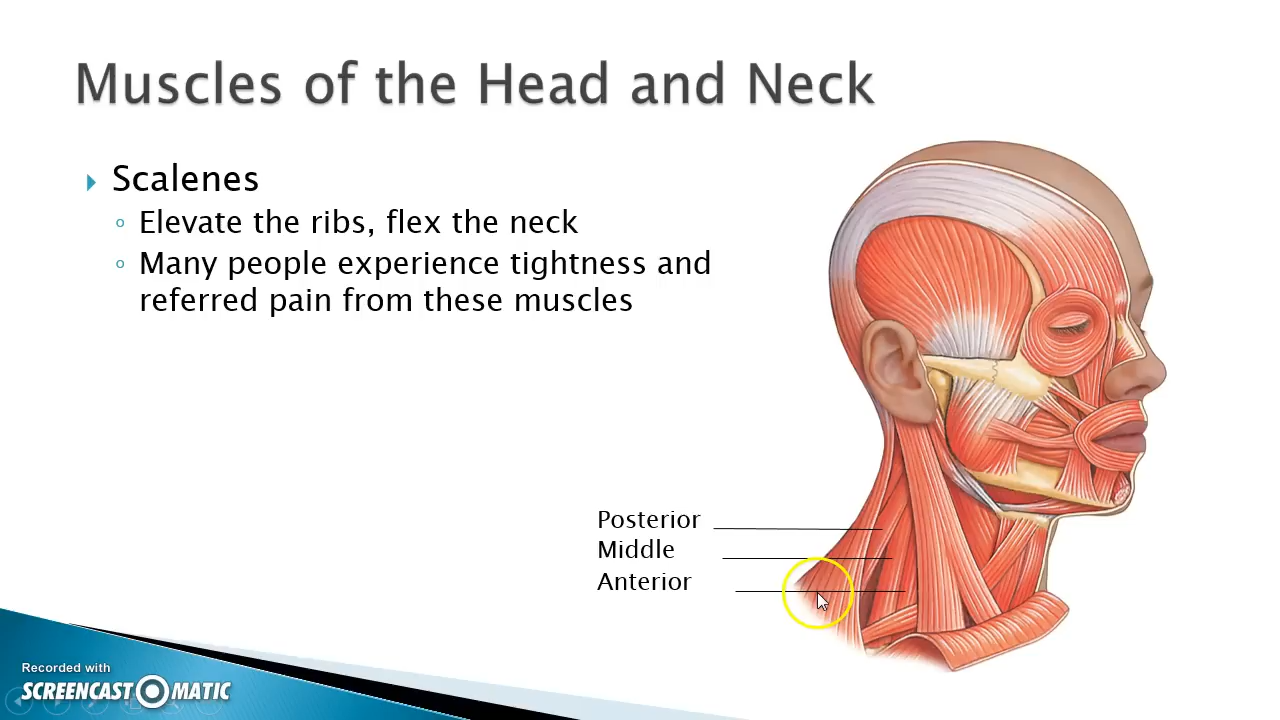 Muscles of the Head and Neck
Scalenes
Elevate the ribs, flex the neck
Many people experience tightness and
referred pain from these muscles
Posterior
Middle
Anterior
Recorded with
SCREENCAST-O-MATIC